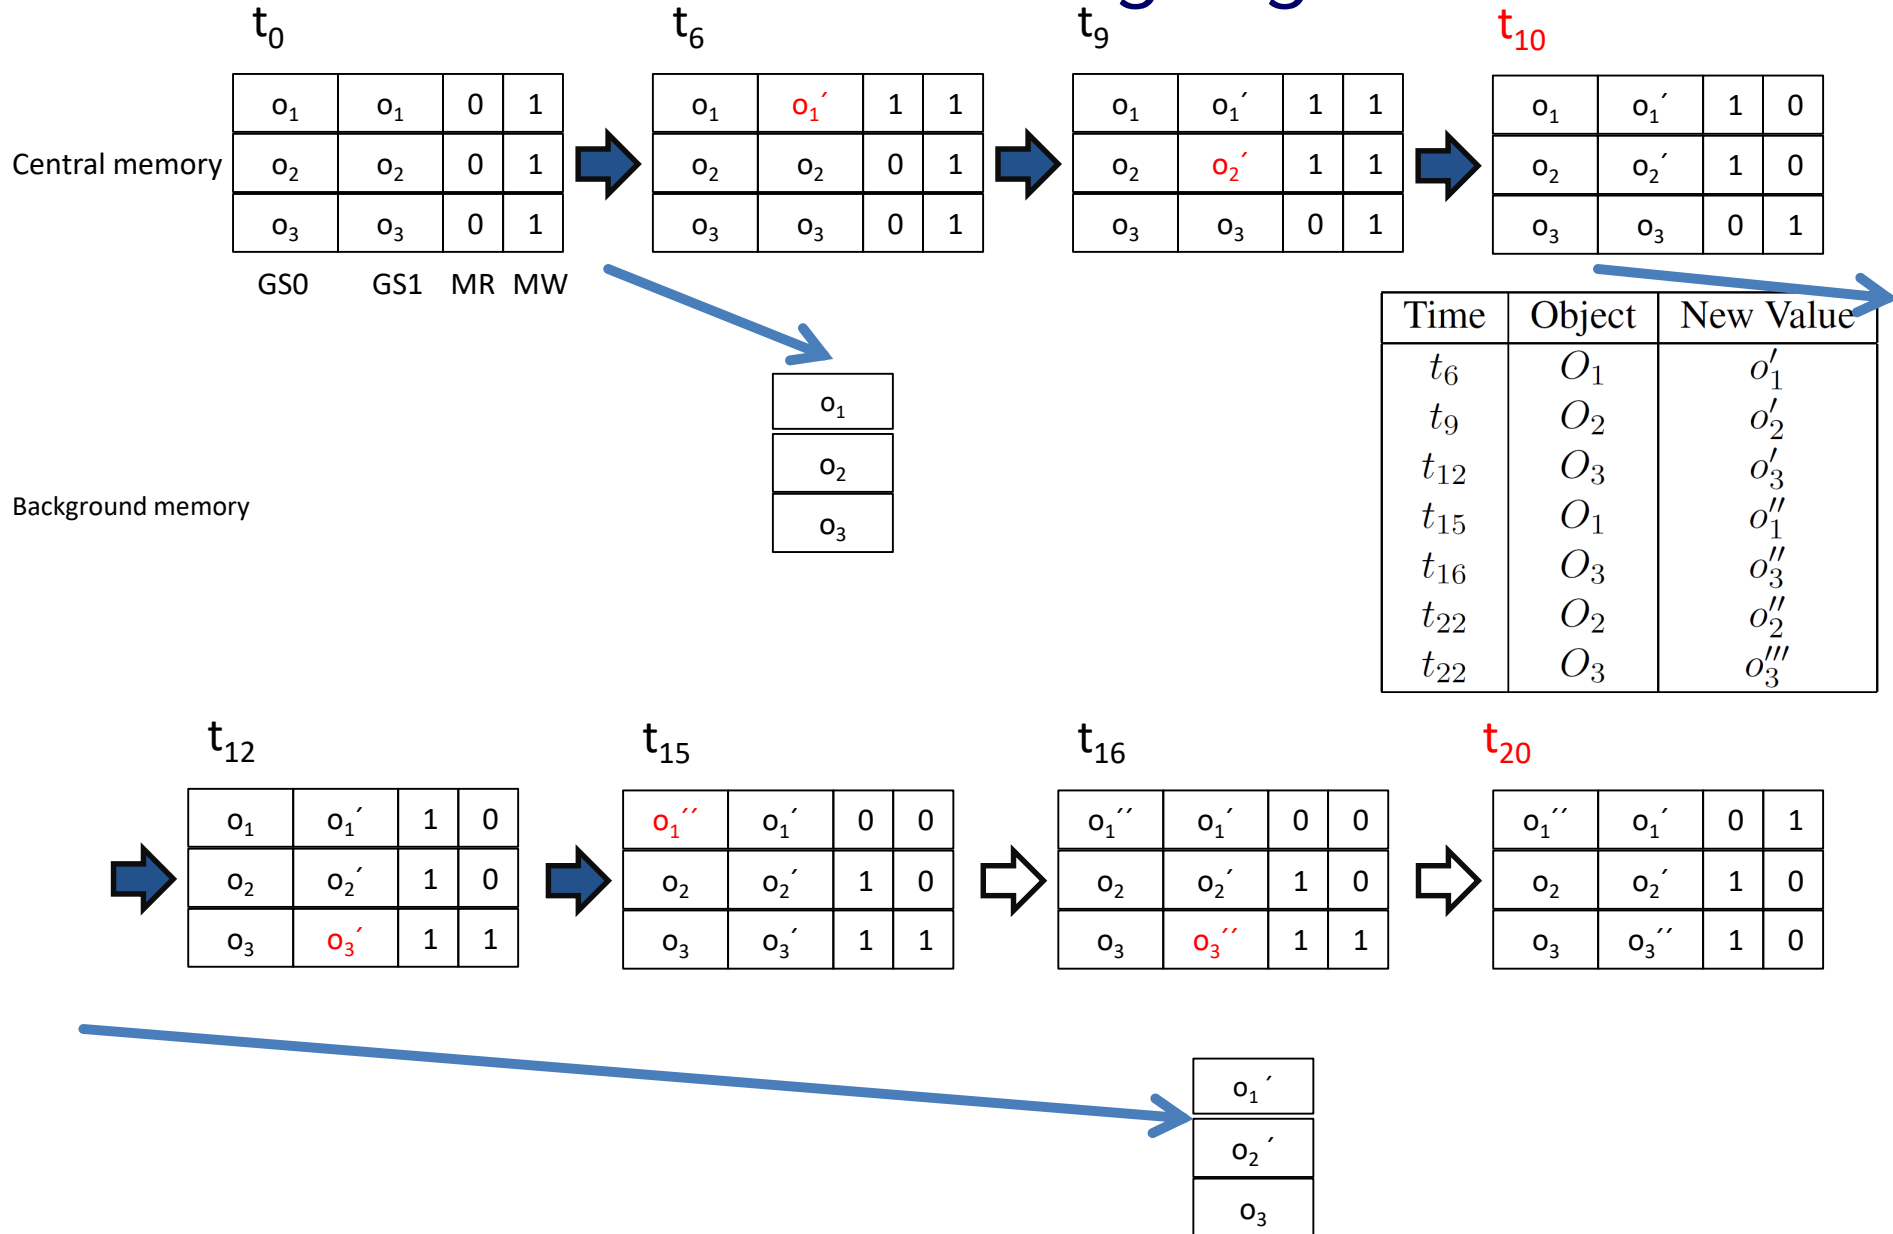 t₀ t₆ t₉ t₁₀
o₁ o₁ 0 1 o₁ o₁´ 1 1 o₁ o₁´ 1 1 o₁ o₁´ 1 0
Central memory o₂ o₂ 0 1 o₂ o₂ 0 1 o₂ o₂´ 1 1 o₂ o₂´ 1 0
o₃ o₃ 0 1 o₃ o₃ 0 1 o₃ o₃ 0 1 o₃ o₃ 0 1
GS0 GS1 MR MW
Time Object New Value
t₆ O₁ o₁′
t₉ O₂ o₂′
t₁₂ O₃ o₃′
t₁₅ O₁ o₁″
t₁₆ O₃ o₃″
t₂₂ O₂ o₂″
t₂₂ O₃ o₃‴
o₁
o₂
o₃
Background memory
t₁₂ t₁₅ t₁₆ t₂₀
o₁ o₁´ 1 0 o₁´´ o₁´ 0 0 o₁´´ o₁´ 0 0 o₁´´ o₁´ 0 1
o₂ o₂´ 1 0 o₂ o₂´ 1 0 o₂ o₂´ 1 0 o₂ o₂´ 1 0
o₃ o₃´ 1 1 o₃ o₃´ 1 1 o₃ o₃´´ 1 1 o₃ o₃´´ 1 0
o₁´
o₂´
o₃